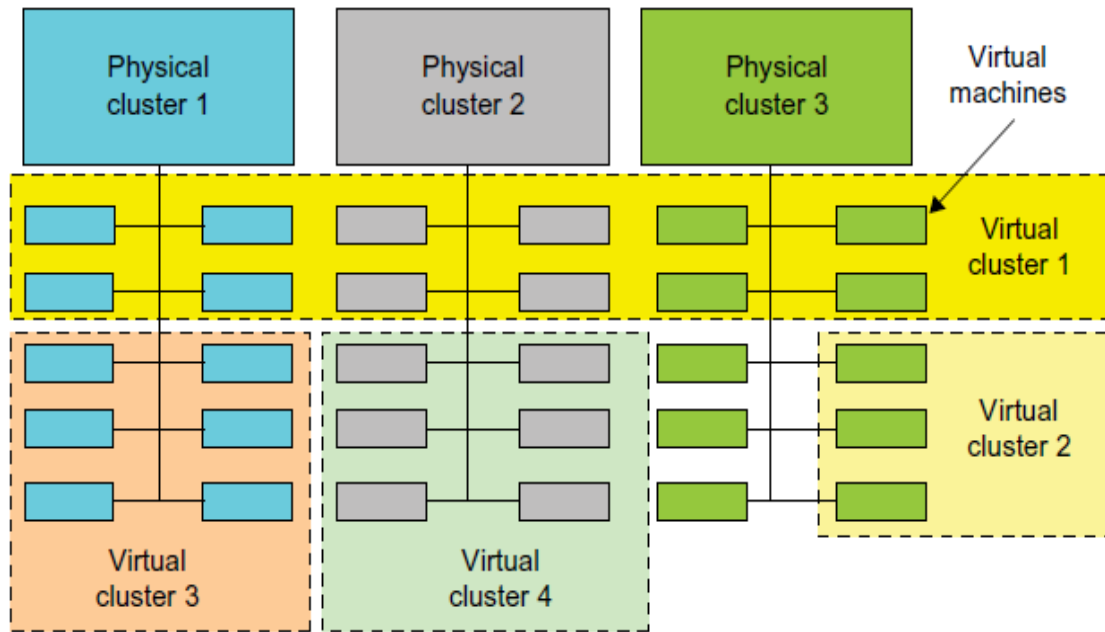 Physical
cluster 1
Physical
cluster 2
Physical
cluster 3
Virtual
machines
Virtual
cluster 1
Virtual
cluster 2
Virtual
cluster 3
Virtual
cluster 4